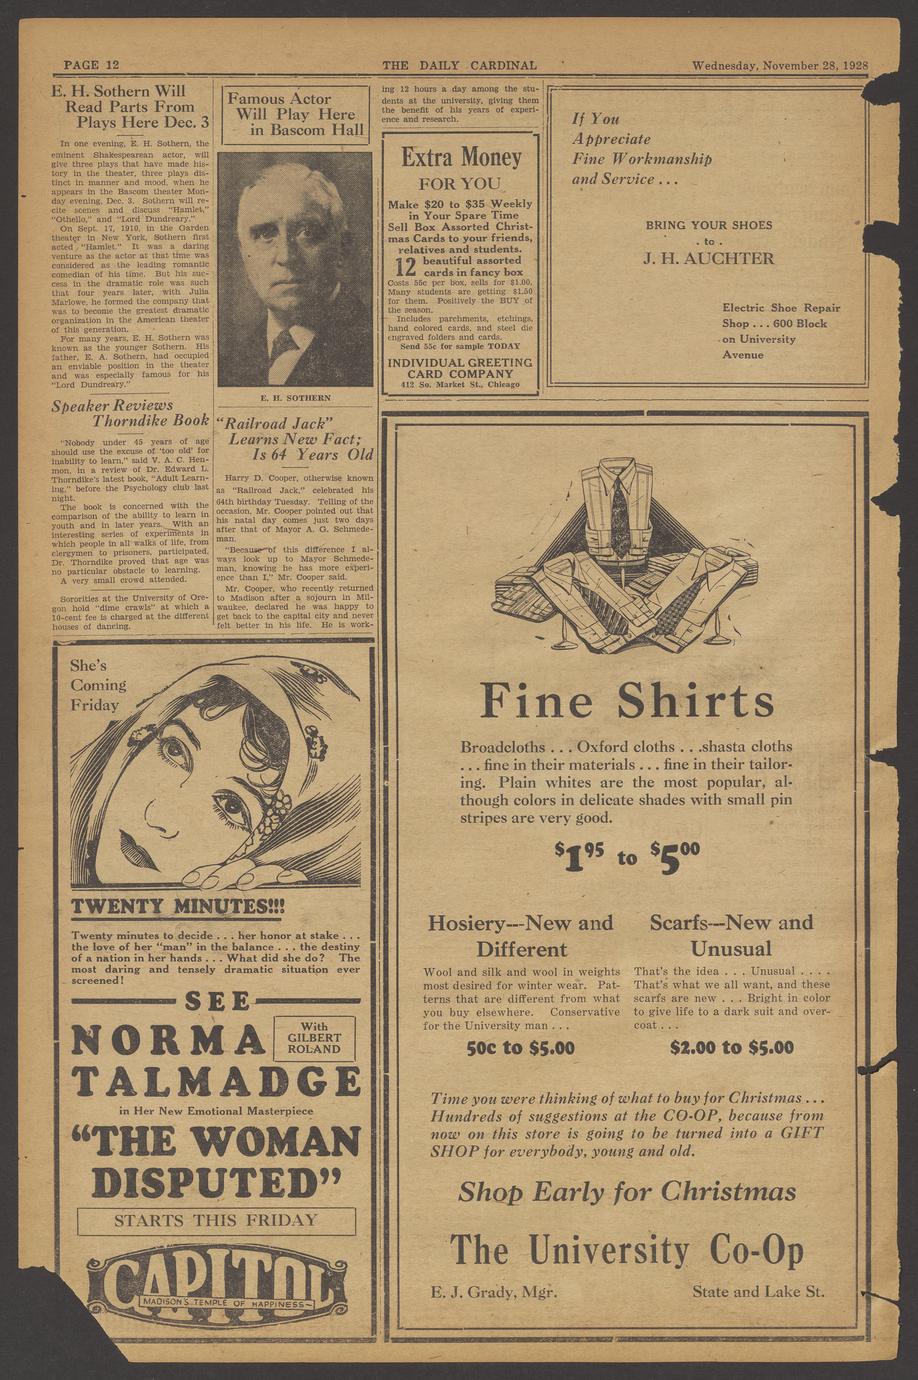 PAGE 12
THE DAILY CARDINAL
Wednesday, November 28, 1928
E. H. Sothern Will
Read Parts From
Plays Here Dec. 3
In one evening, E. H. Sothern, the
eminent Shakespearean actor, will
give three plays that have made his-
tory in the theater, three plays dis-
tinct in manner and mood, when he
appears in the Bascom theater Mon-
day evening, Dec. 3. Sothern will re-
cite scenes and discuss "Hamlet,"
"Othello," and "Lord Dundreary."
On Sept. 17, 1910, in the Garden
theater in New York, Sothern first
acted "Hamlet." It was a daring
venture as the actor at that time was
considered as the leading romantic
comedian of his time. But his suc-
cess in the dramatic role was such
that four years later, with Julia
Marlowe, he formed the company that
was to become the greatest dramatic
organization in the American theater
of this generation.
For many years, E. H. Sothern was
known as the younger Sothern. His
father, E. A. Sothern, had occupied
an enviable position in the theater
and was especially famous for his
"Lord Dundreary."
Speaker Reviews
Thorndike Book
"Nobody under 45 years of age
should use the excuse of 'too old' for
inability to learn," said V. A. C. Hen-
mon, in a review of Dr. Edward L.
Thorndike's latest book, "Adult Learn-
ing," before the Psychology club last
night.
The book is concerned with the
comparison of the ability to learn in
youth and in later years. With an
interesting series of experiments in
which people in all walks of life, from
clergymen to prisoners, participated,
Dr. Thorndike proved that age was
no particular obstacle to learning.
A very small crowd attended.
Sororities at the University of Ore-
gon hold "dime crawls" at which a
10-cent fee is charged at the different
houses of dancing.
Famous Actor
Will Play Here
in Bascom Hall
E. H. SOTHERN
"Railroad Jack"
Learns New Fact;
Is 64 Years Old
Harry D. Cooper, otherwise known
as "Railroad Jack," celebrated his
64th birthday Tuesday. Telling of the
occasion, Mr. Cooper pointed out that
his natal day comes just two days
after that of Mayor A. G. Schmede-
man.
"Because of this difference I al-
ways look up to Mayor Schmede-
man, knowing he has more experi-
ence than I," Mr. Cooper said.
Mr. Cooper, who recently returned
to Madison after a sojourn in Mil-
waukee, declared he was happy to
get back to the capital city and never
felt better in his life. He is work-
ing 12 hours a day among the stu-
dents at the university, giving them
the benefit of his years of experi-
ence and research.
Extra Money
FOR YOU
Make $20 to $35 Weekly
in Your Spare Time
Sell Box Assorted Christ-
mas Cards to your friends,
relatives and students.
12 beautiful assorted
cards in fancy box
Costs 55c per box, sells for $1.00.
Many students are getting $1.50
for them. Positively the BUY of
the season.
Includes parchments, etchings,
hand colored cards, and steel die
engraved folders and cards.
Send 55c for sample TODAY
INDIVIDUAL GREETING
CARD COMPANY
412 So. Market St., Chicago
If You
Appreciate
Fine Workmanship
and Service . . .
BRING YOUR SHOES
. to .
J. H. AUCHTER
Electric Shoe Repair
Shop . . . 600 Block
on University
Avenue
She's
Coming
Friday
TWENTY MINUTES!!!
Twenty minutes to decide . . . her honor at stake . . .
the love of her "man" in the balance . . . the destiny
of a nation in her hands . . . What did she do? The
most daring and tensely dramatic situation ever
screened!
SEE
NORMA
With
GILBERT
ROLAND
TALMADGE
in Her New Emotional Masterpiece
"THE WOMAN
DISPUTED"
STARTS THIS FRIDAY
CAPITOL
MADISON'S TEMPLE OF HAPPINESS
Fine Shirts
Broadcloths . . . Oxford cloths . . .shasta cloths
. . . fine in their materials . . . fine in their tailor-
ing. Plain whites are the most popular, al-
though colors in delicate shades with small pin
stripes are very good.
$1.95 to $5.00
Hosiery---New and
Different
Wool and silk and wool in weights
most desired for winter wear. Pat-
terns that are different from what
you buy elsewhere. Conservative
for the University man . . .
50c to $5.00
Scarfs---New and
Unusual
That's the idea . . . Unusual . . . .
That's what we all want, and these
scarfs are new . . . Bright in color
to give life to a dark suit and over-
coat . . .
$2.00 to $5.00
Time you were thinking of what to buy for Christmas . . .
Hundreds of suggestions at the CO-OP, because from
now on this store is going to be turned into a GIFT
SHOP for everybody, young and old.
Shop Early for Christmas
The University Co-Op
E. J. Grady, Mgr.
State and Lake St.